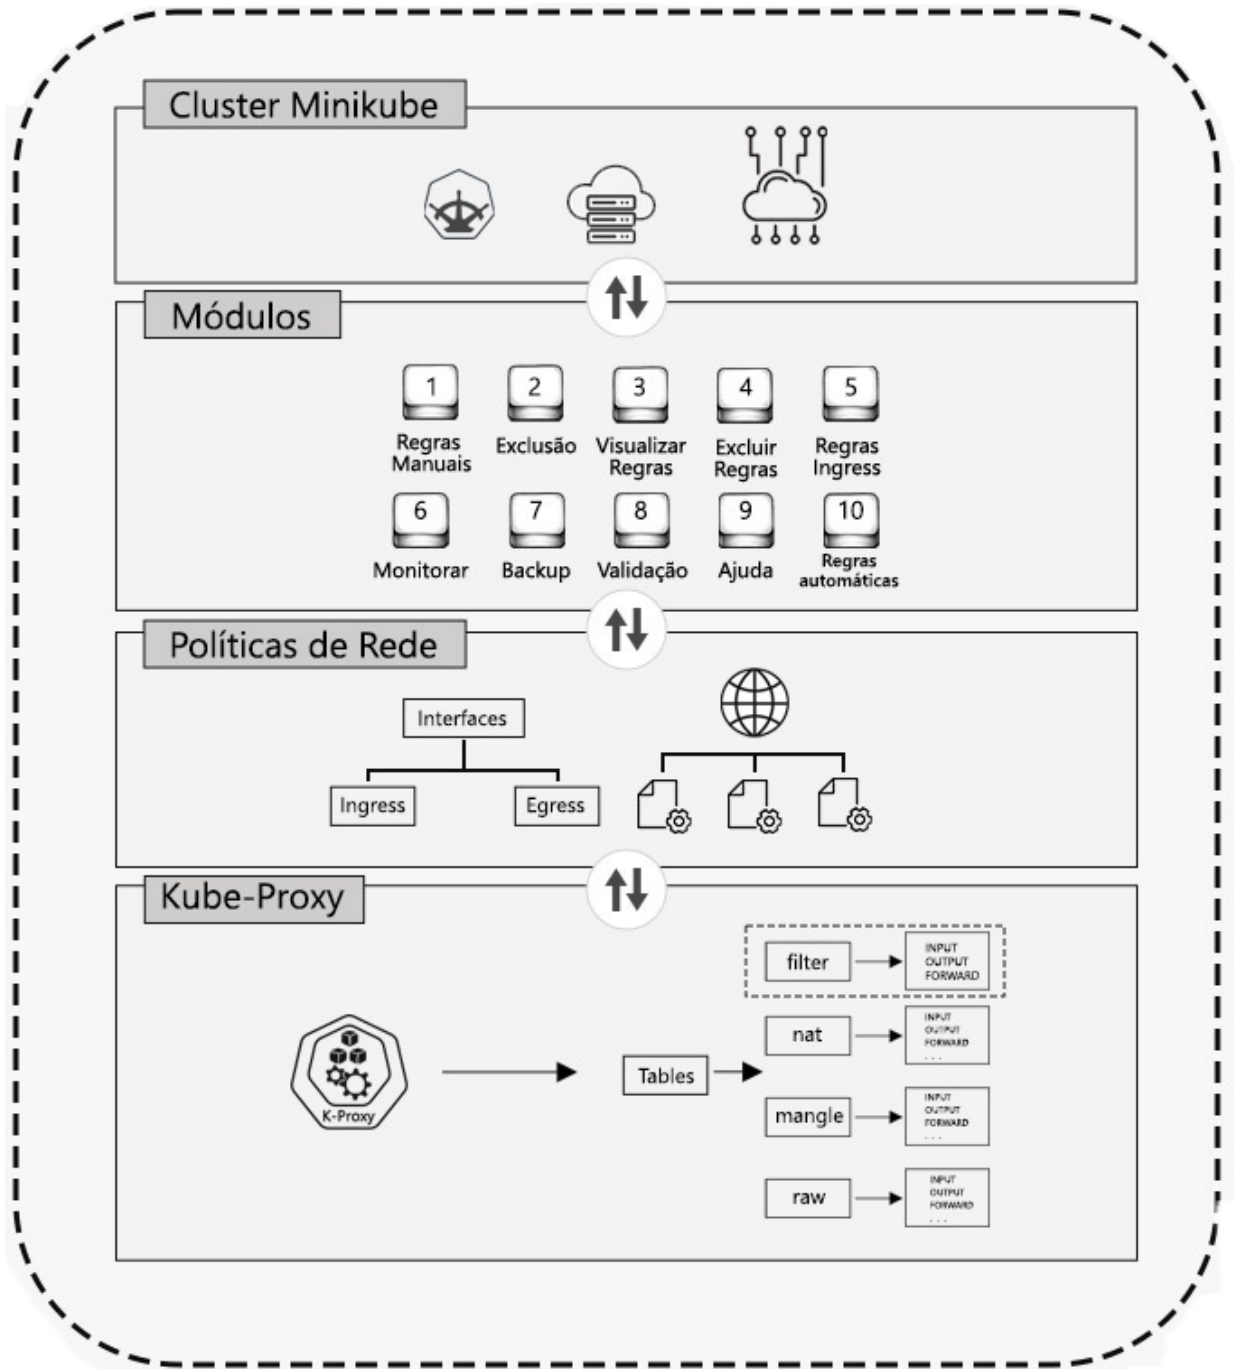 Cluster Minikube
Módulos
1
2
3
4
5
Regras
Manuais
Exclusão
Visualizar
Regras
Excluir
Regras
Regras
Ingress
6
7
8
9
10
Monitorar
Backup
Validação
Ajuda
Regras
automáticas
Políticas de Rede
Interfaces
Ingress
Egress
Kube-Proxy
K-Proxy
Tables
filter
INPUT
OUTPUT
FORWARD
nat
INPUT
OUTPUT
FORWARD
. . .
mangle
INPUT
OUTPUT
FORWARD
. . .
raw
INPUT
OUTPUT
FORWARD
. . .